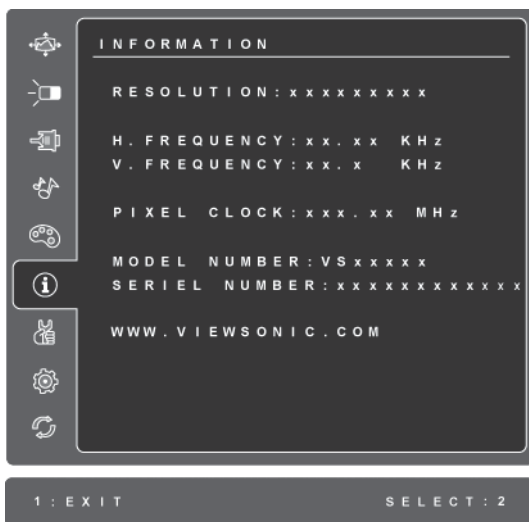 INFORMATION
RESOLUTION:xxxxxxxxx
H.FREQUENCY:xx.xx KHz
V.FREQUENCY:xx.x KHz
PIXEL CLOCK:xxx.xx MHz
MODEL NUMBER:VSxxxxx
SERIEL NUMBER:xxxxxxxxxxxx
WWW.VIEWSONIC.COM
1:EXIT SELECT:2